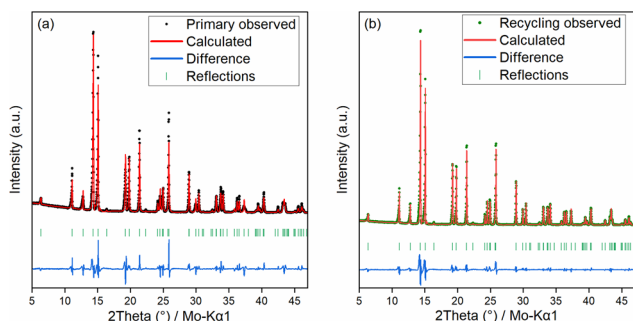 (a)
Primary observed
Calculated
Difference
Reflections
Intensity (a.u.)
5 10 15 20 25 30 35 40 45
2Theta (°) / Mo-Kα1
(b)
Recycling observed
Calculated
Difference
Reflections
Intensity (a.u.)
5 10 15 20 25 30 35 40 45
2Theta (°) / Mo-Kα1